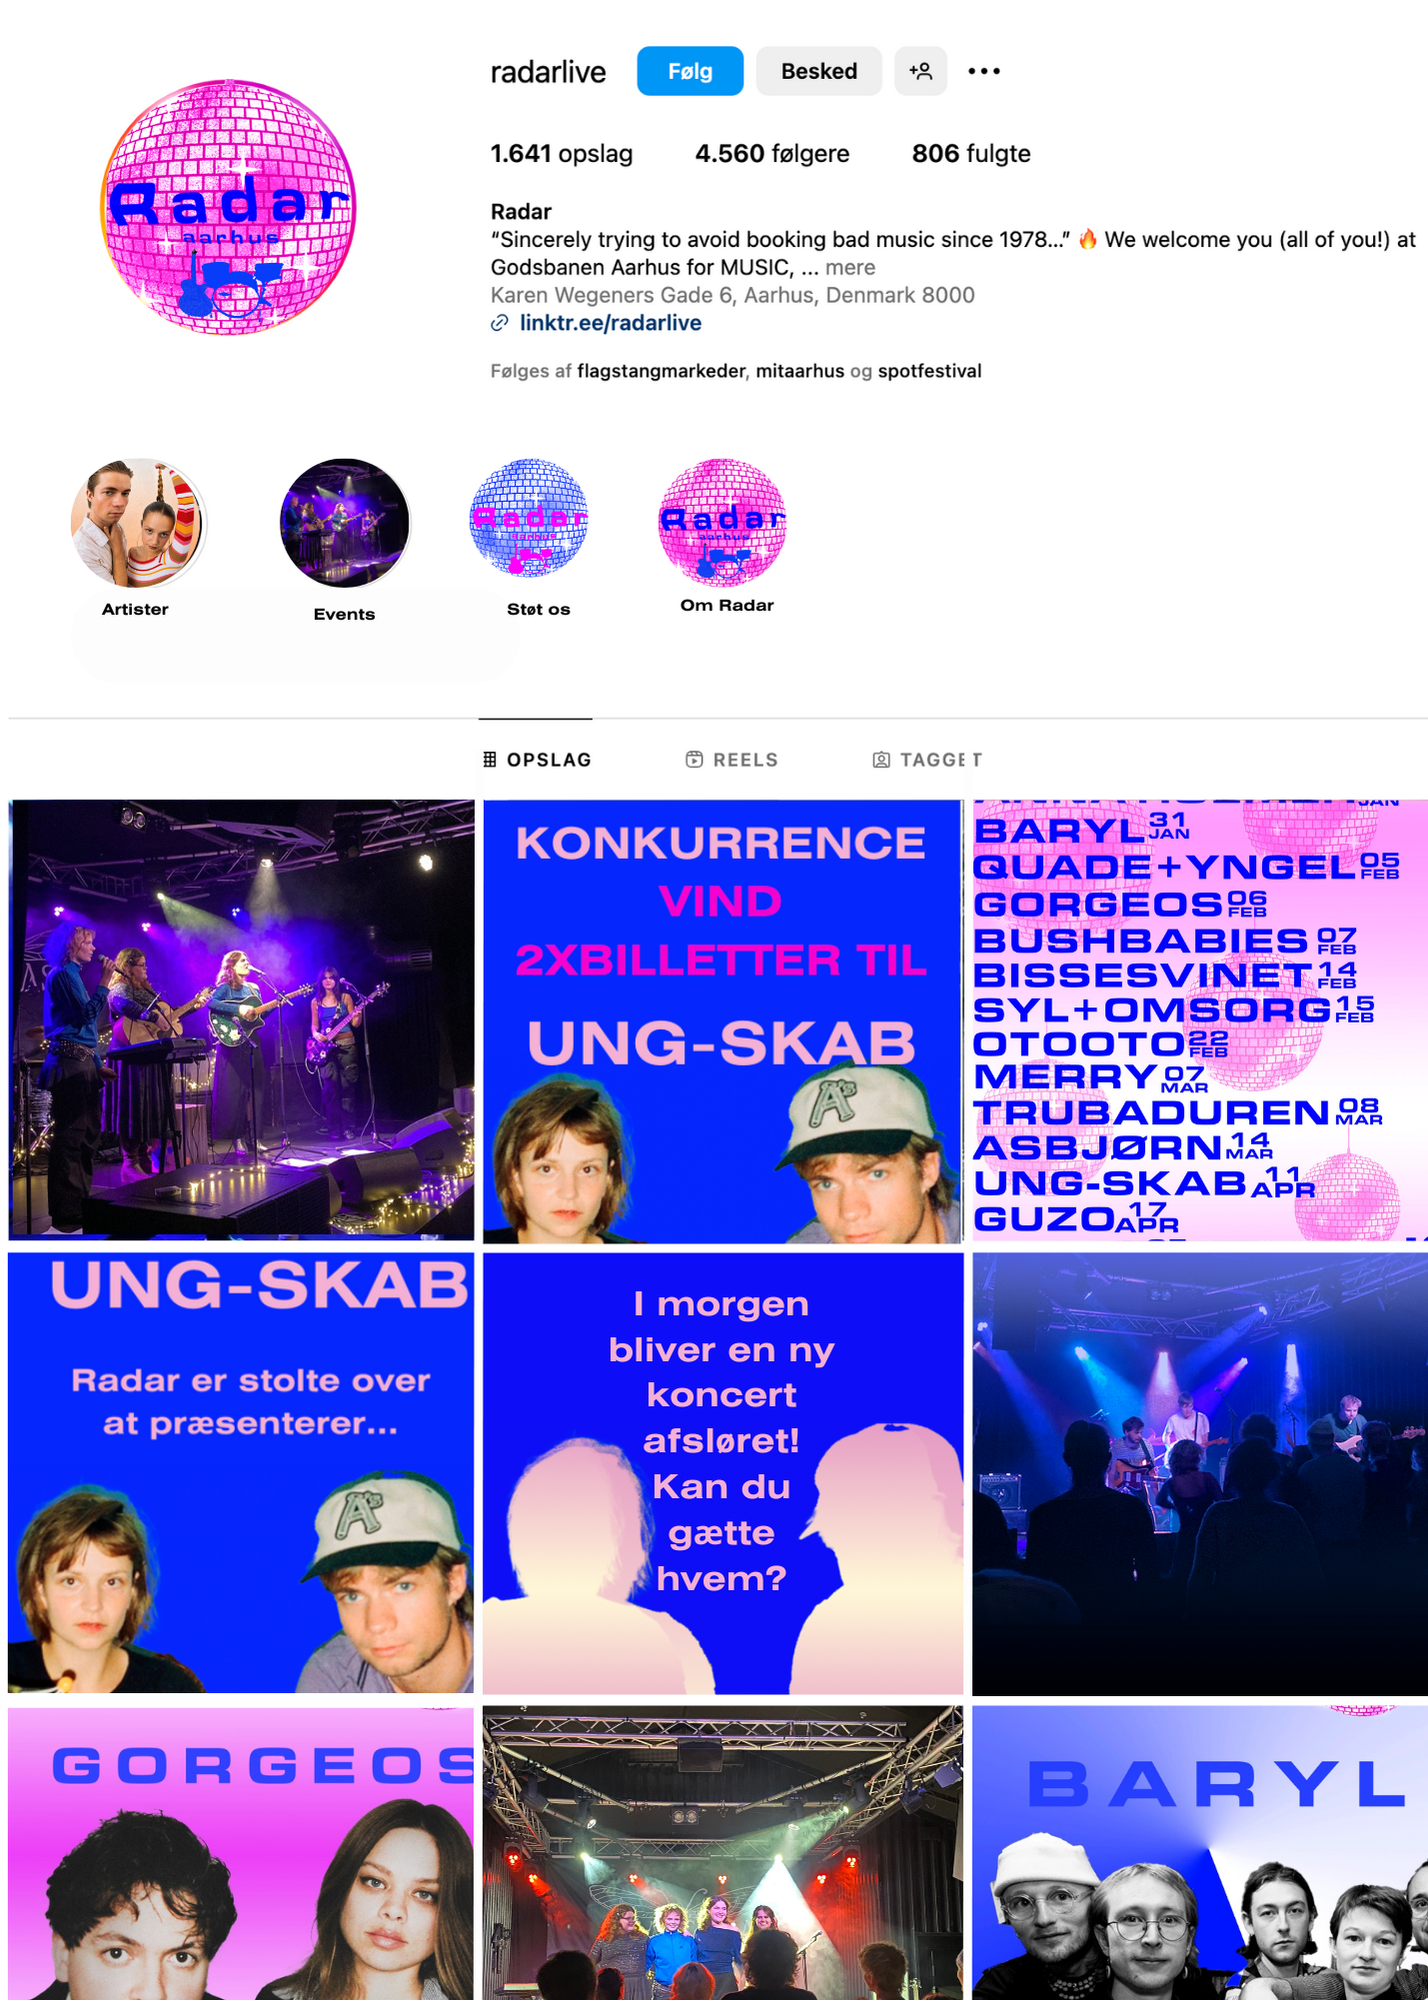 radarlive Følg Besked
1.641 opslag 4.560 følgere 806 fulgte
Radar
aarhus
Radar
“Sincerely trying to avoid booking bad music since 1978...” 🔥 We welcome you (all of you!) at
Godsbanen Aarhus for MUSIC, ... mere
Karen Wegeners Gade 6, Aarhus, Denmark 8000
linktr.ee/radarlive
Følges af flagstangmarkeder, mitaarhus og spotfestival
Radar
aarhus
Radar
aarhus
Artister
Events
Støt os
Om Radar
OPSLAG REELS TAGGET
KONKURRENCE
VIND
2XBILLETTER TIL
UNG-SKAB
A's
JAN
BARYL 31 JAN
QUADE+YNGEL 05 FEB
GORGEOS 06 FEB
BUSHBABIES 07 FEB
BISSESVINET 14 FEB
SYL+OMSORG 15 FEB
OTOOTO 22 FEB
MERRY 07 MAR
TRUBADUREN 08 MAR
ASBJØRN 14 MAR
UNG-SKAB 11 APR
GUZO 17 APR
UNG-SKAB
Radar er stolte over
at præsenterer...
A's
I morgen
bliver en ny
koncert
afsløret!
Kan du
gætte
hvem?
GORGEOS
BARYL